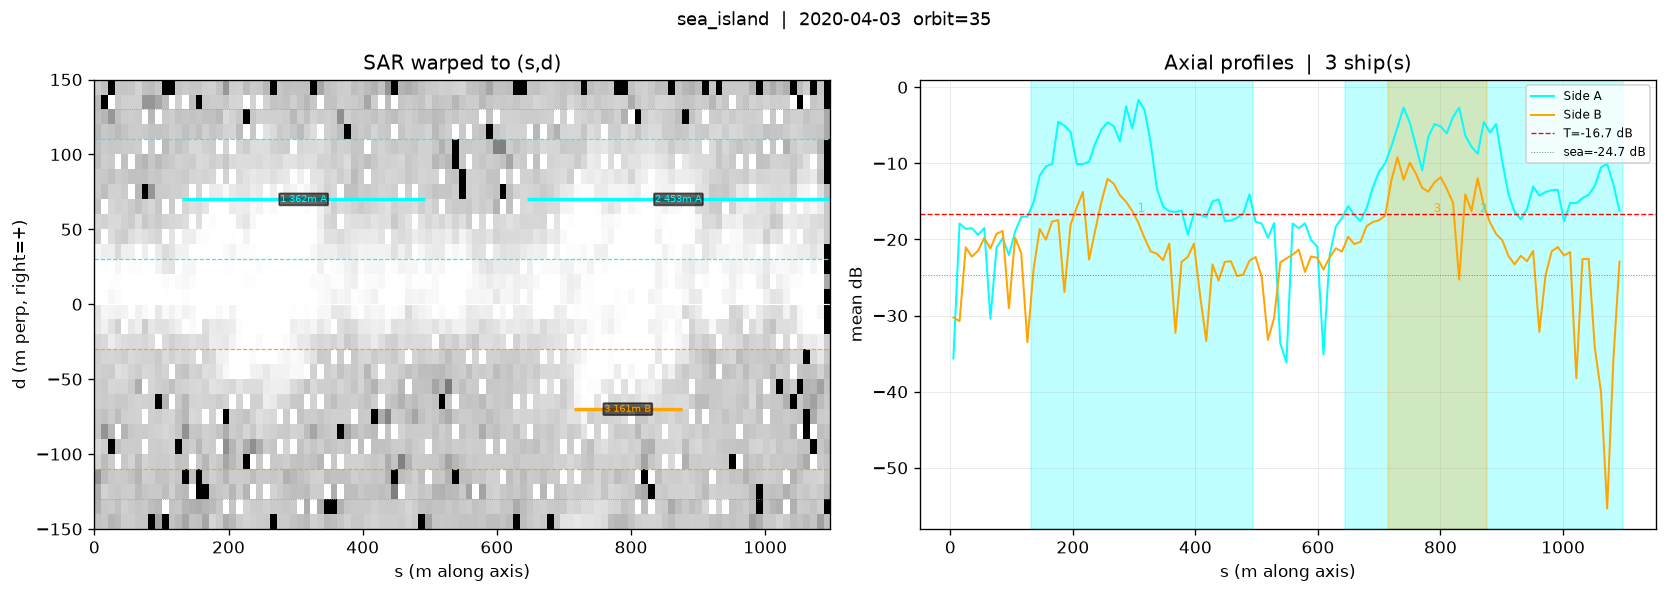 sea_island | 2020-04-03 orbit=35
SAR warped to (s,d)
150
100
50
0
−50
−100
−150
d (m perp, right=+)
1 362m A
2 453m A
3 161m B
0
200
400
600
800
1000
s (m along axis)
Axial profiles | 3 ship(s)
0
−10
−20
−30
−40
−50
mean dB
Side A
Side B
T=-16.7 dB
sea=-24.7 dB
1
3
2
0
200
400
600
800
1000
s (m along axis)